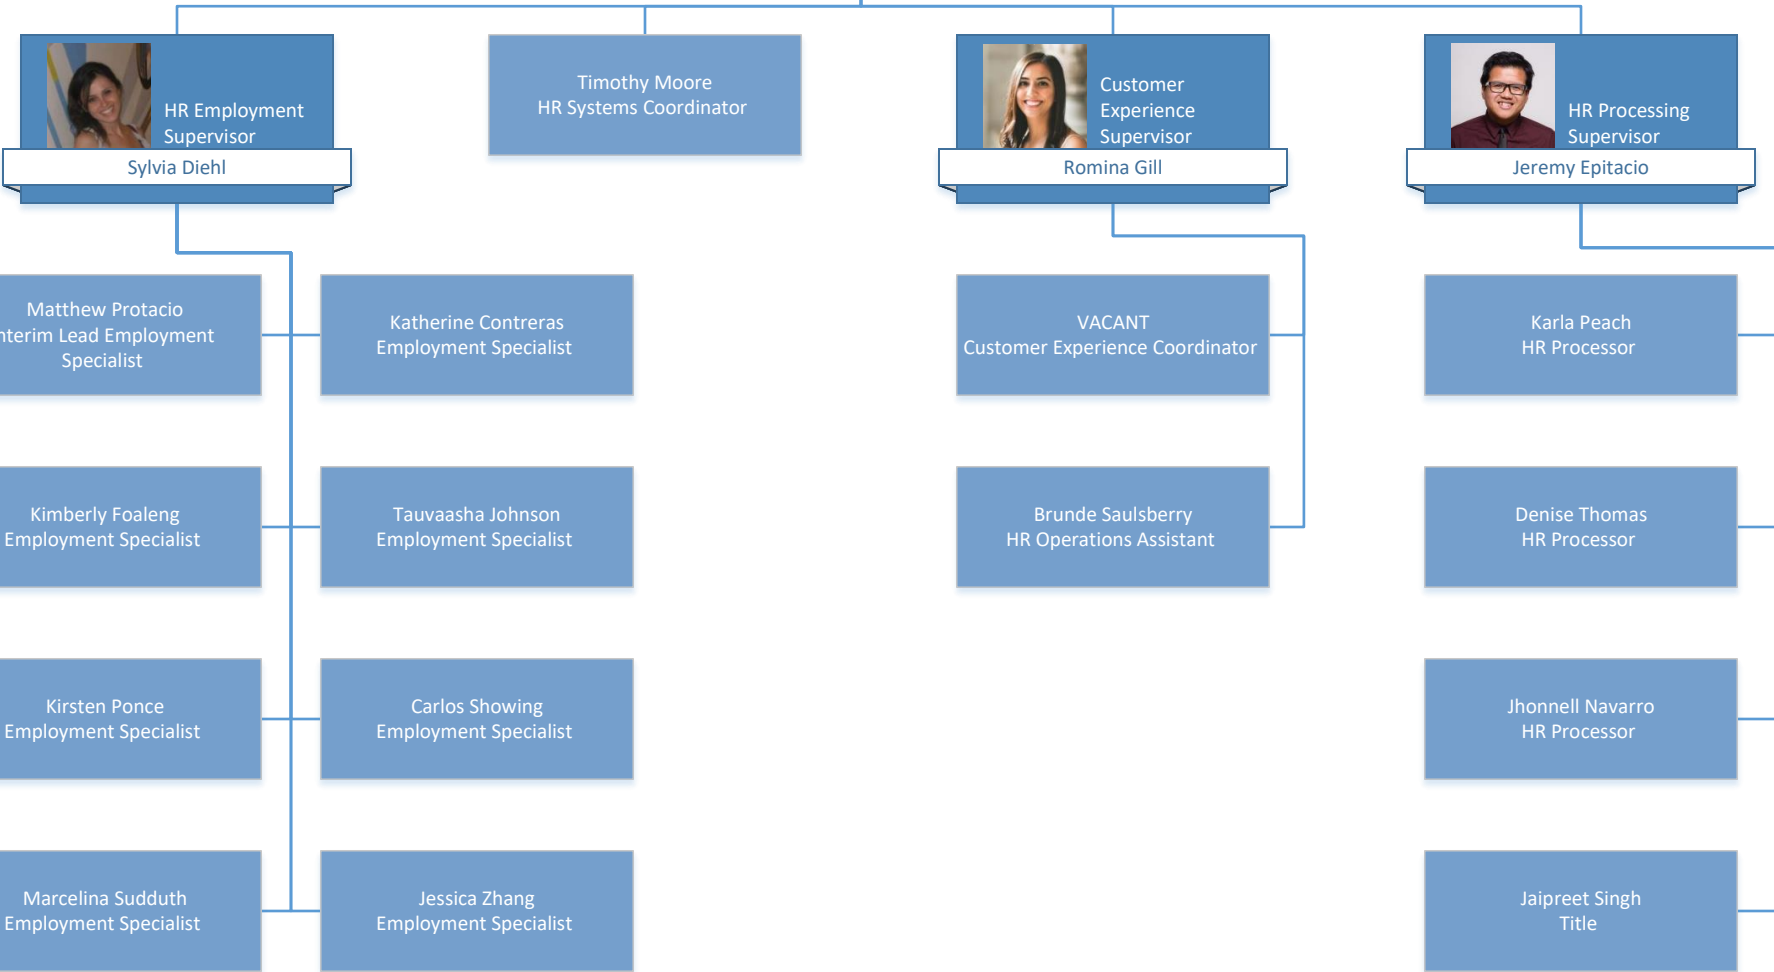 HR Employment
Supervisor
Sylvia Diehl
Timothy Moore
HR Systems Coordinator
Customer
Experience
Supervisor
Romina Gill
HR Processing
Supervisor
Jeremy Epitacio
Matthew Protacio
nterim Lead Employment
Specialist
Katherine Contreras
Employment Specialist
VACANT
Customer Experience Coordinator
Karla Peach
HR Processor
Kimberly Foaleng
Employment Specialist
Tauvaasha Johnson
Employment Specialist
Brunde Saulsberry
HR Operations Assistant
Denise Thomas
HR Processor
Kirsten Ponce
Employment Specialist
Carlos Showing
Employment Specialist
Jhonnell Navarro
HR Processor
Marcelina Sudduth
Employment Specialist
Jessica Zhang
Employment Specialist
Jaipreet Singh
Title